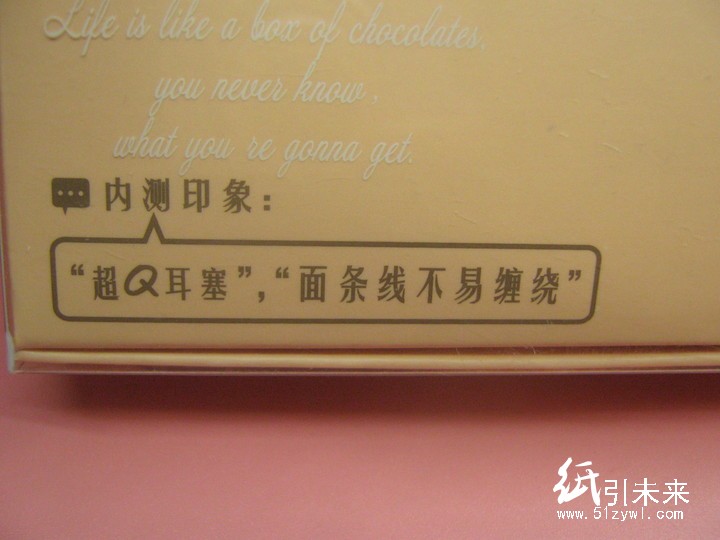 Life is like a box of chocolates.
you never know,
what you re gonna get.
内测印象:
“超Q耳塞”,“面条线不易缠绕”
纸引未来
www.51zywl.com